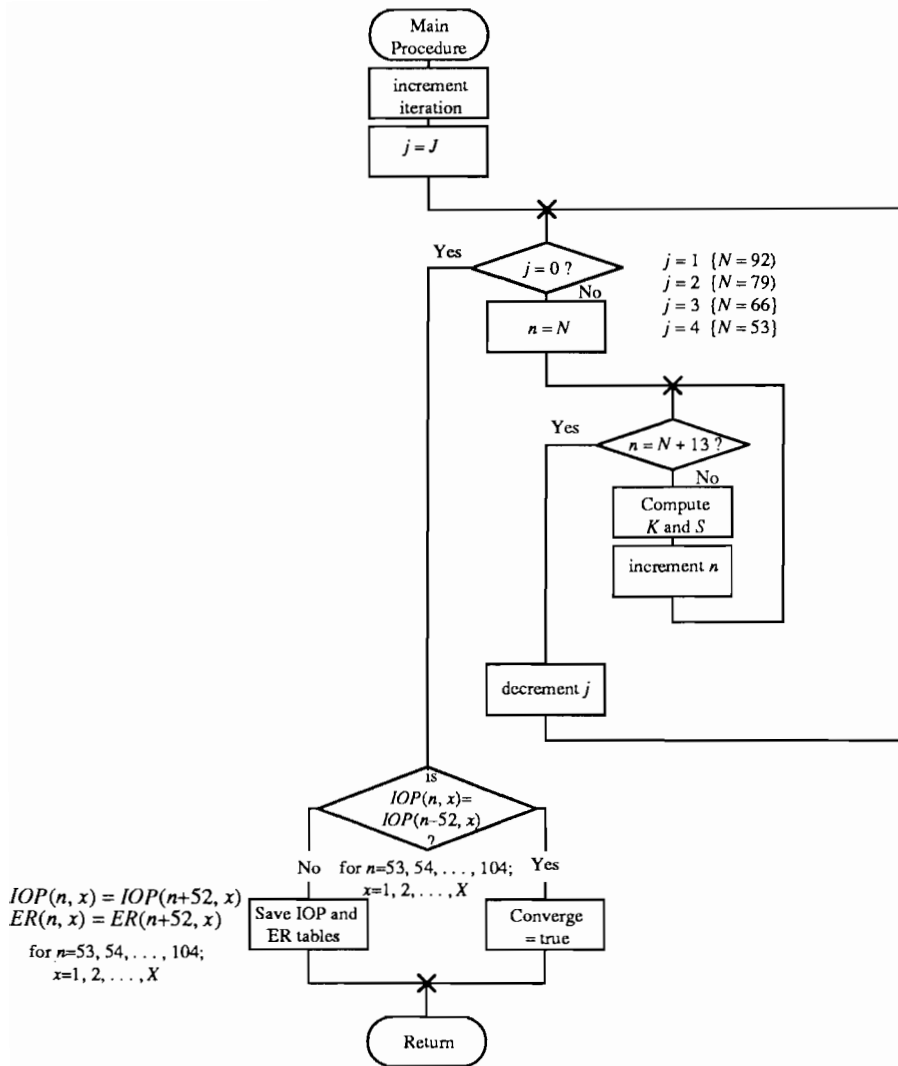 Main
Procedure
increment
iteration
j = J
Yes
j = 0 ?
No
n = N
j = 1 {N = 92)
j = 2 {N = 79)
j = 3 {N = 66}
j = 4 {N = 53}
Yes
n = N + 13 ?
No
Compute
K and S
increment n
decrement j
is
IOP(n, x)=
IOP(n-52, x)
?
No
for n=53, 54, . . . , 104;
x=1, 2, . . . , X
Yes
IOP(n, x) = IOP(n+52, x)
ER(n, x) = ER(n+52, x)
for n=53, 54, . . . , 104;
x=1, 2, . . . , X
Save IOP and
ER tables
Converge
= true
Return